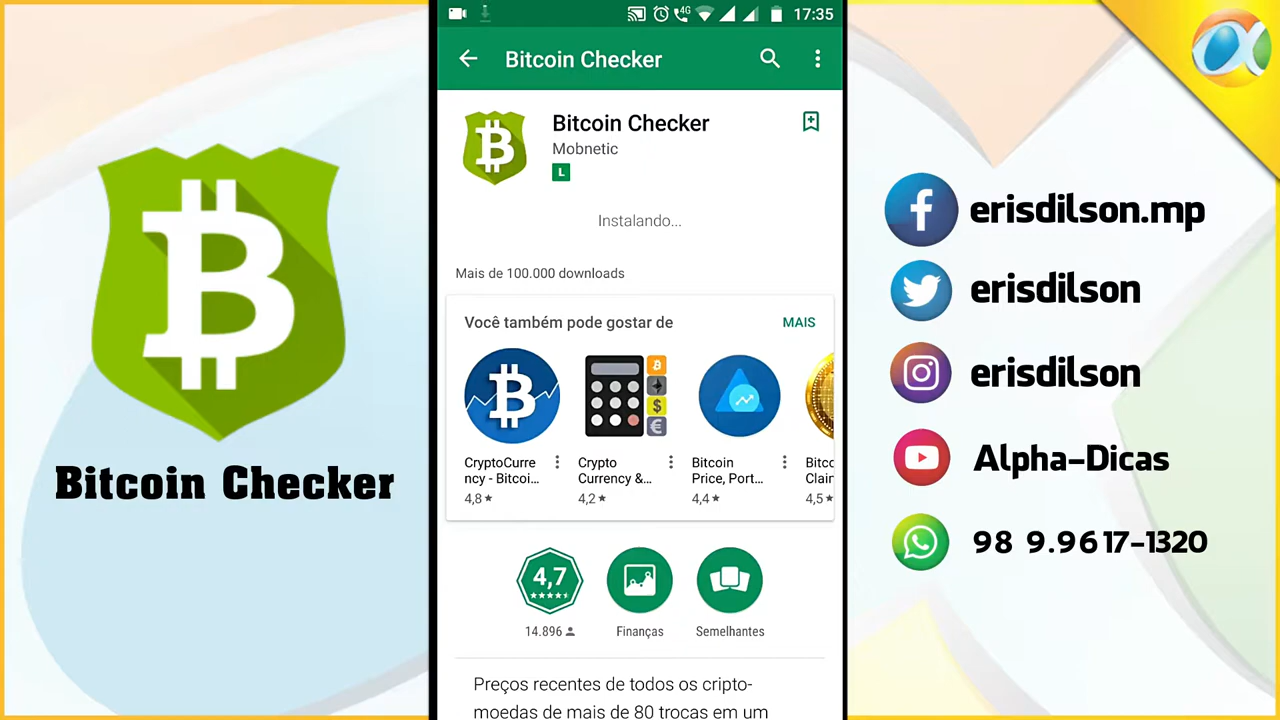 Bitcoin Checker
4G
17:35
Bitcoin Checker
Bitcoin Checker
Mobnetic
L
Instalando...
Mais de 100.000 downloads
Você também pode gostar de MAIS
CryptoCurre
ncy - Bitcoi...
4,8★
Crypto
Currency &...
4,2★
Bitcoin
Price, Port...
4,4★
Bitcc
Clair
4,5★
4,7
14.896
Finanças
Semelhantes
Preços recentes de todos os cripto-
moedas de mais de 80 trocas em um
erisdilson.mp
erisdilson
erisdilson
Alpha-Dicas
98 9.9617-1320